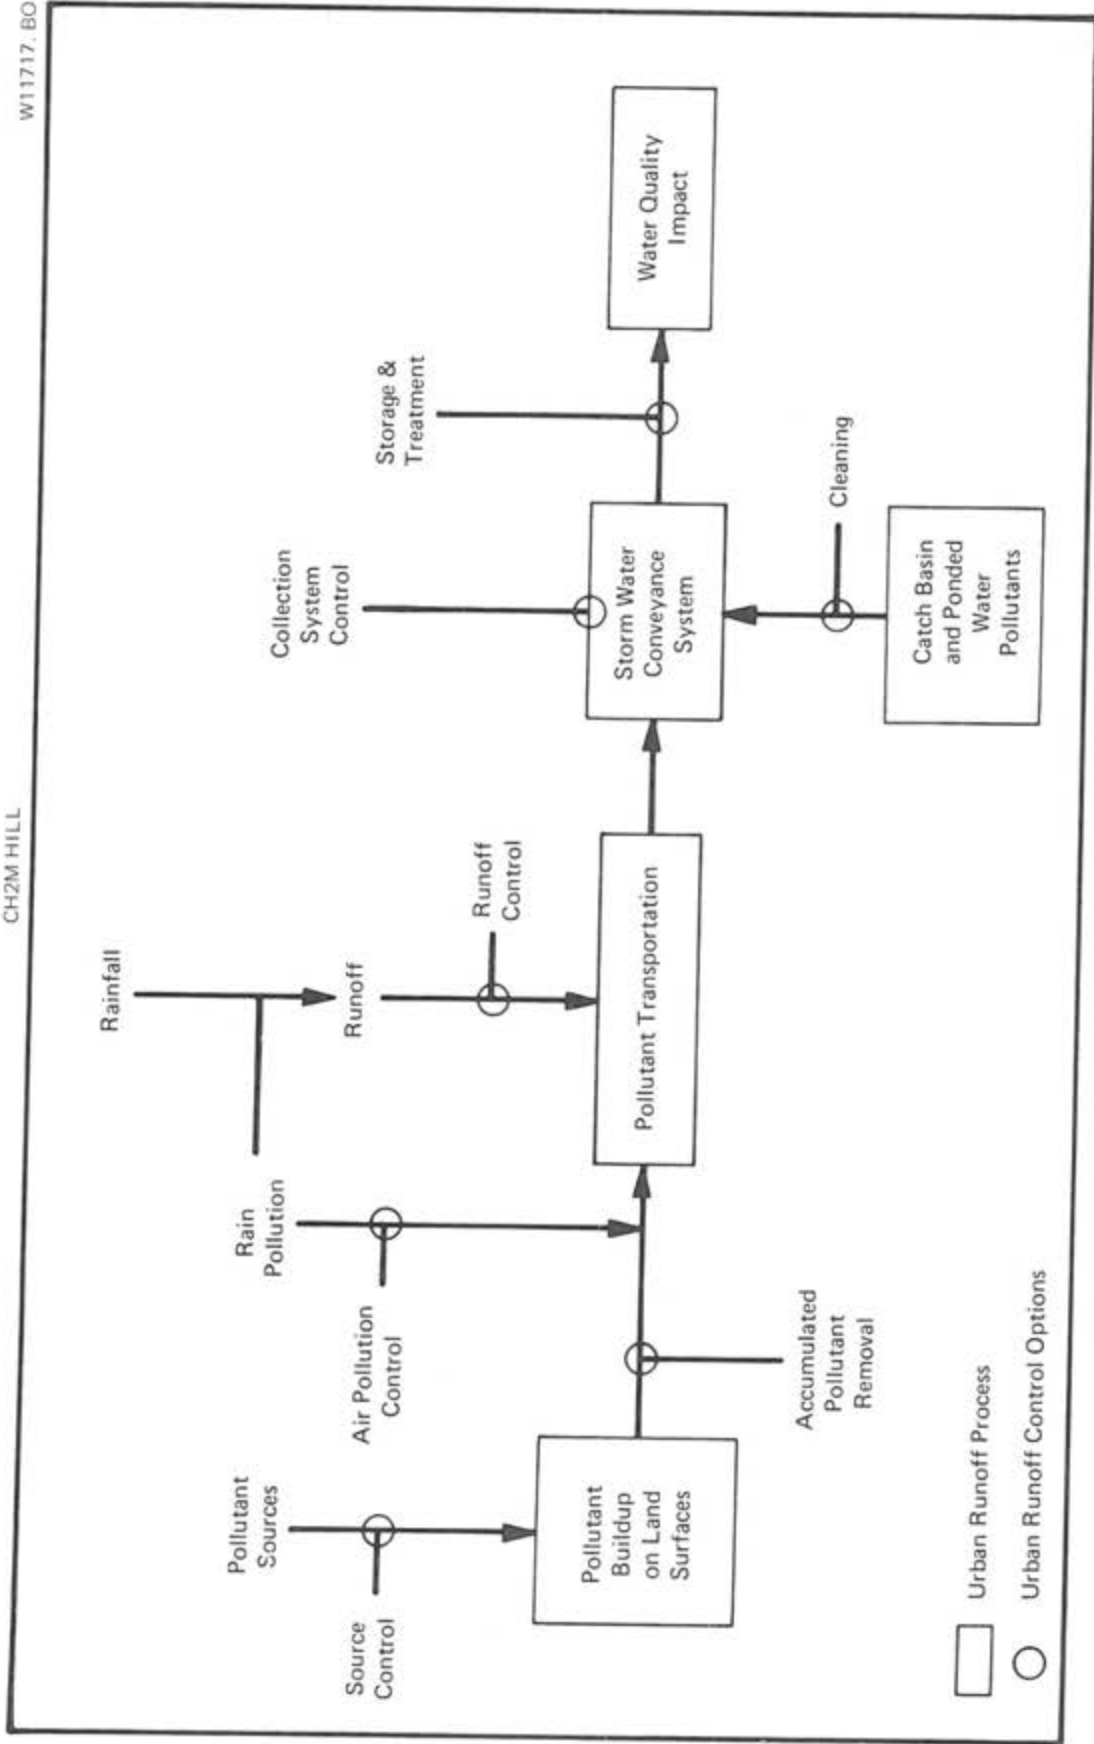 CH2M HILL
W11717. BO
Rainfall
Rain
Pollution
Runoff
Runoff
Control
Collection
System
Control
Storage &
Treatment
Pollutant
Sources
Source
Control
Air Pollution
Control
Pollutant
Buildup
on Land
Surfaces
Accumulated
Pollutant
Removal
Pollutant Transportation
Storm Water
Conveyance
System
Water Quality
Impact
Cleaning
Catch Basin
and Ponded
Water
Pollutants
Urban Runoff Process
Urban Runoff Control Options